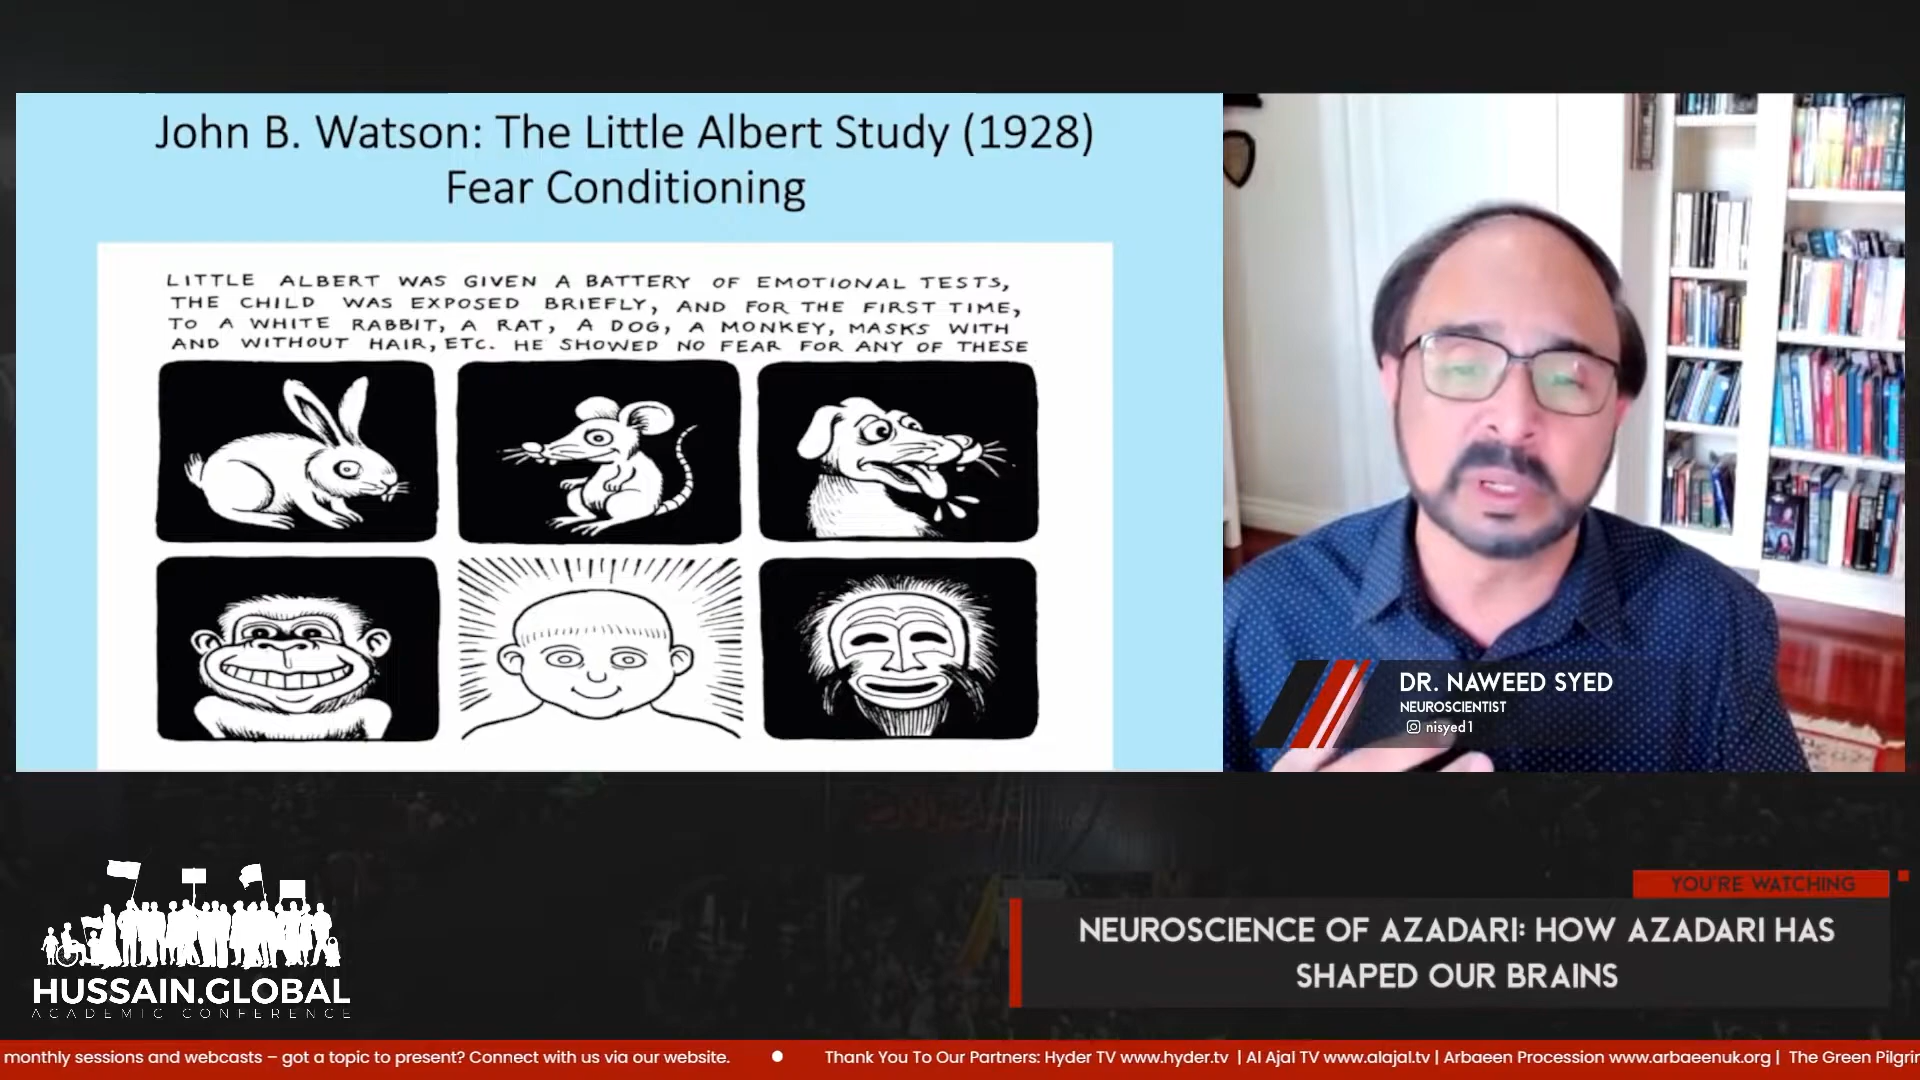 John B. Watson: The Little Albert Study (1928)
Fear Conditioning
LITTLE ALBERT WAS GIVEN A BATTERY OF EMOTIONAL TESTS,
THE CHILD WAS EXPOSED BRIEFLY, AND FOR THE FIRST TIME,
TO A WHITE RABBIT, A RAT, A DOG, A MONKEY, MASKS WITH
AND WITHOUT HAIR, ETC. HE SHOWED NO FEAR FOR ANY OF THESE
DR. NAWEED SYED
NEUROSCIENTIST
nisyed1
YOU'RE WATCHING
NEUROSCIENCE OF AZADARI: HOW AZADARI HAS
SHAPED OUR BRAINS
HUSSAIN.GLOBAL
ACADEMIC CONFERENCE
monthly sessions and webcasts – got a topic to present? Connect with us via our website. ● Thank You To Our Partners: Hyder TV www.hyder.tv | Al Ajal TV www.alajal.tv | Arbaeen Procession www.arbaeenuk.org | The Green Pilgri